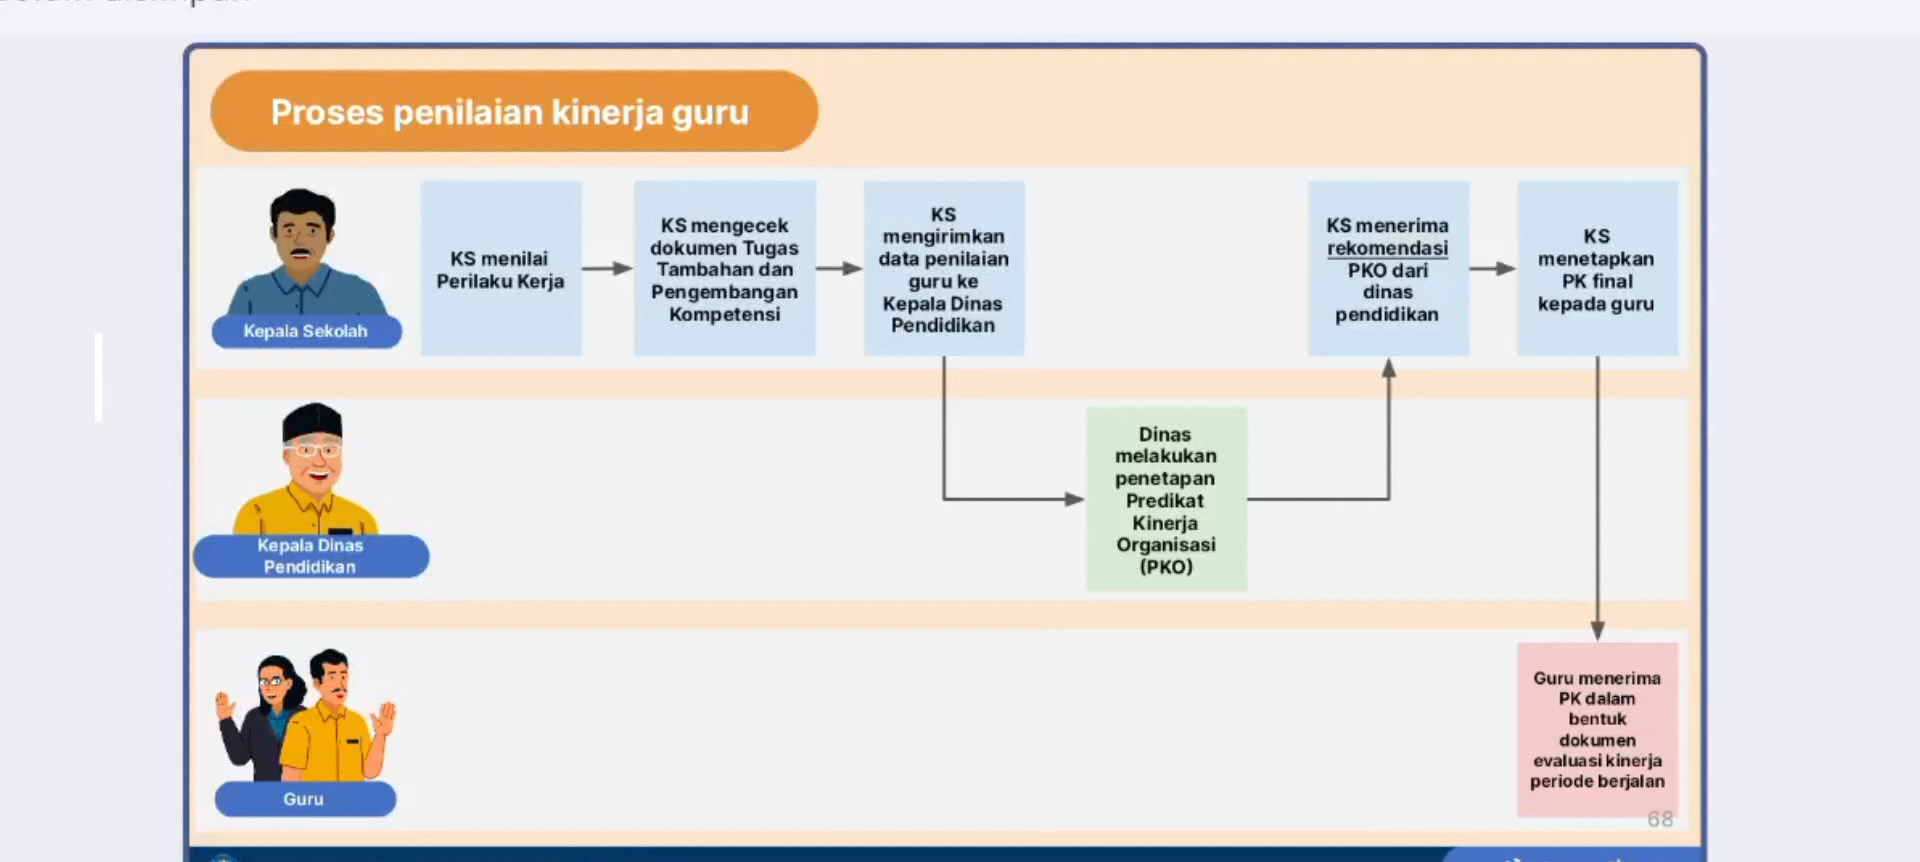 Proses penilaian kinerja guru
Kepala Sekolah
KS menilai
Perilaku Kerja
KS mengecek
dokumen Tugas
Tambahan dan
Pengembangan
Kompetensi
KS
mengirimkan
data penilaian
guru ke
Kepala Dinas
Pendidikan
KS menerima
rekomendasi
PKO dari
dinas
pendidikan
KS
menetapkan
PK final
kepada guru
Kepala Dinas
Pendidikan
Dinas
melakukan
penetapan
Predikat
Kinerja
Organisasi
(PKO)
Guru
Guru menerima
PK dalam
bentuk
dokumen
evaluasi kinerja
periode berjalan
68